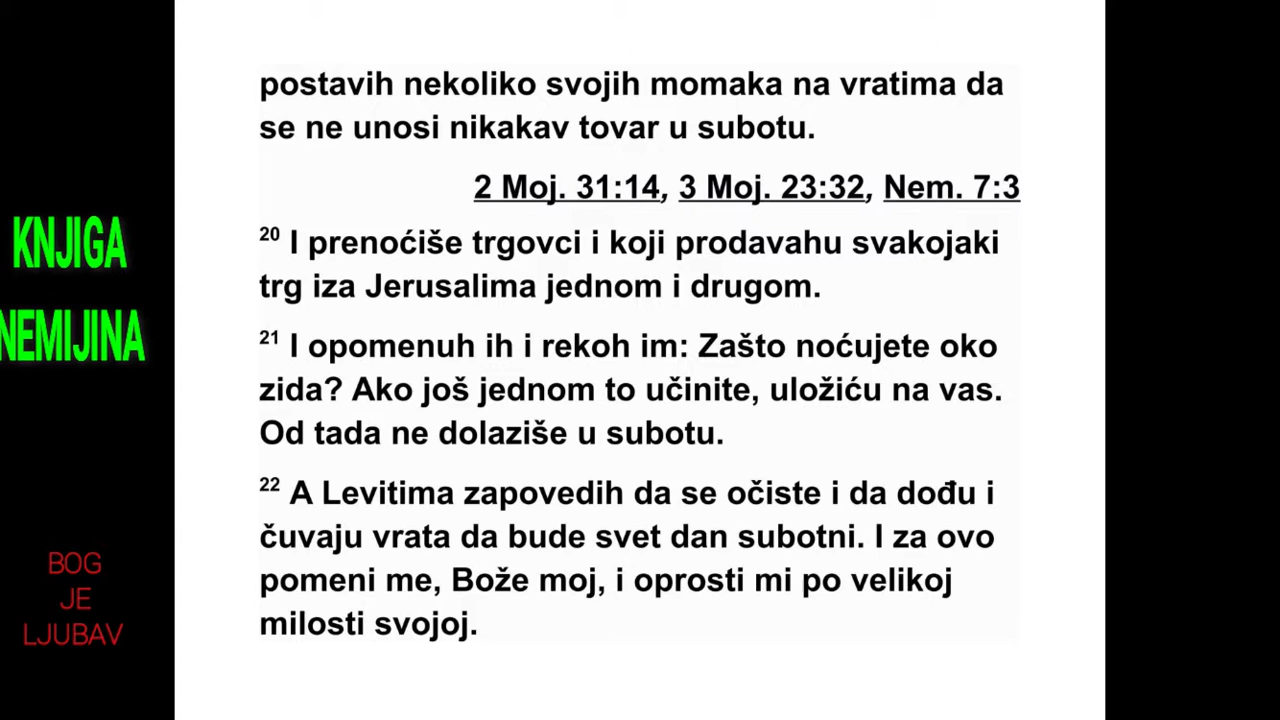 KNJIGA
NEMIJINA
BOG
JE
LJUBAV
postavih nekoliko svojih momaka na vratima da
se ne unosi nikakav tovar u subotu.
2 Moj. 31:14, 3 Moj. 23:32, Nem. 7:3
20 I prenoćiše trgovci i koji prodavahu svakojaki
trg iza Jerusalima jednom i drugom.
21 I opomenuh ih i rekoh im: Zašto noćujete oko
zida? Ako još jednom to učinite, uložiću na vas.
Od tada ne dolaziše u subotu.
22 A Levitima zapovedih da se očiste i da dođu i
čuvaju vrata da bude svet dan subotni. I za ovo
pomeni me, Bože moj, i oprosti mi po velikoj
milosti svojoj.